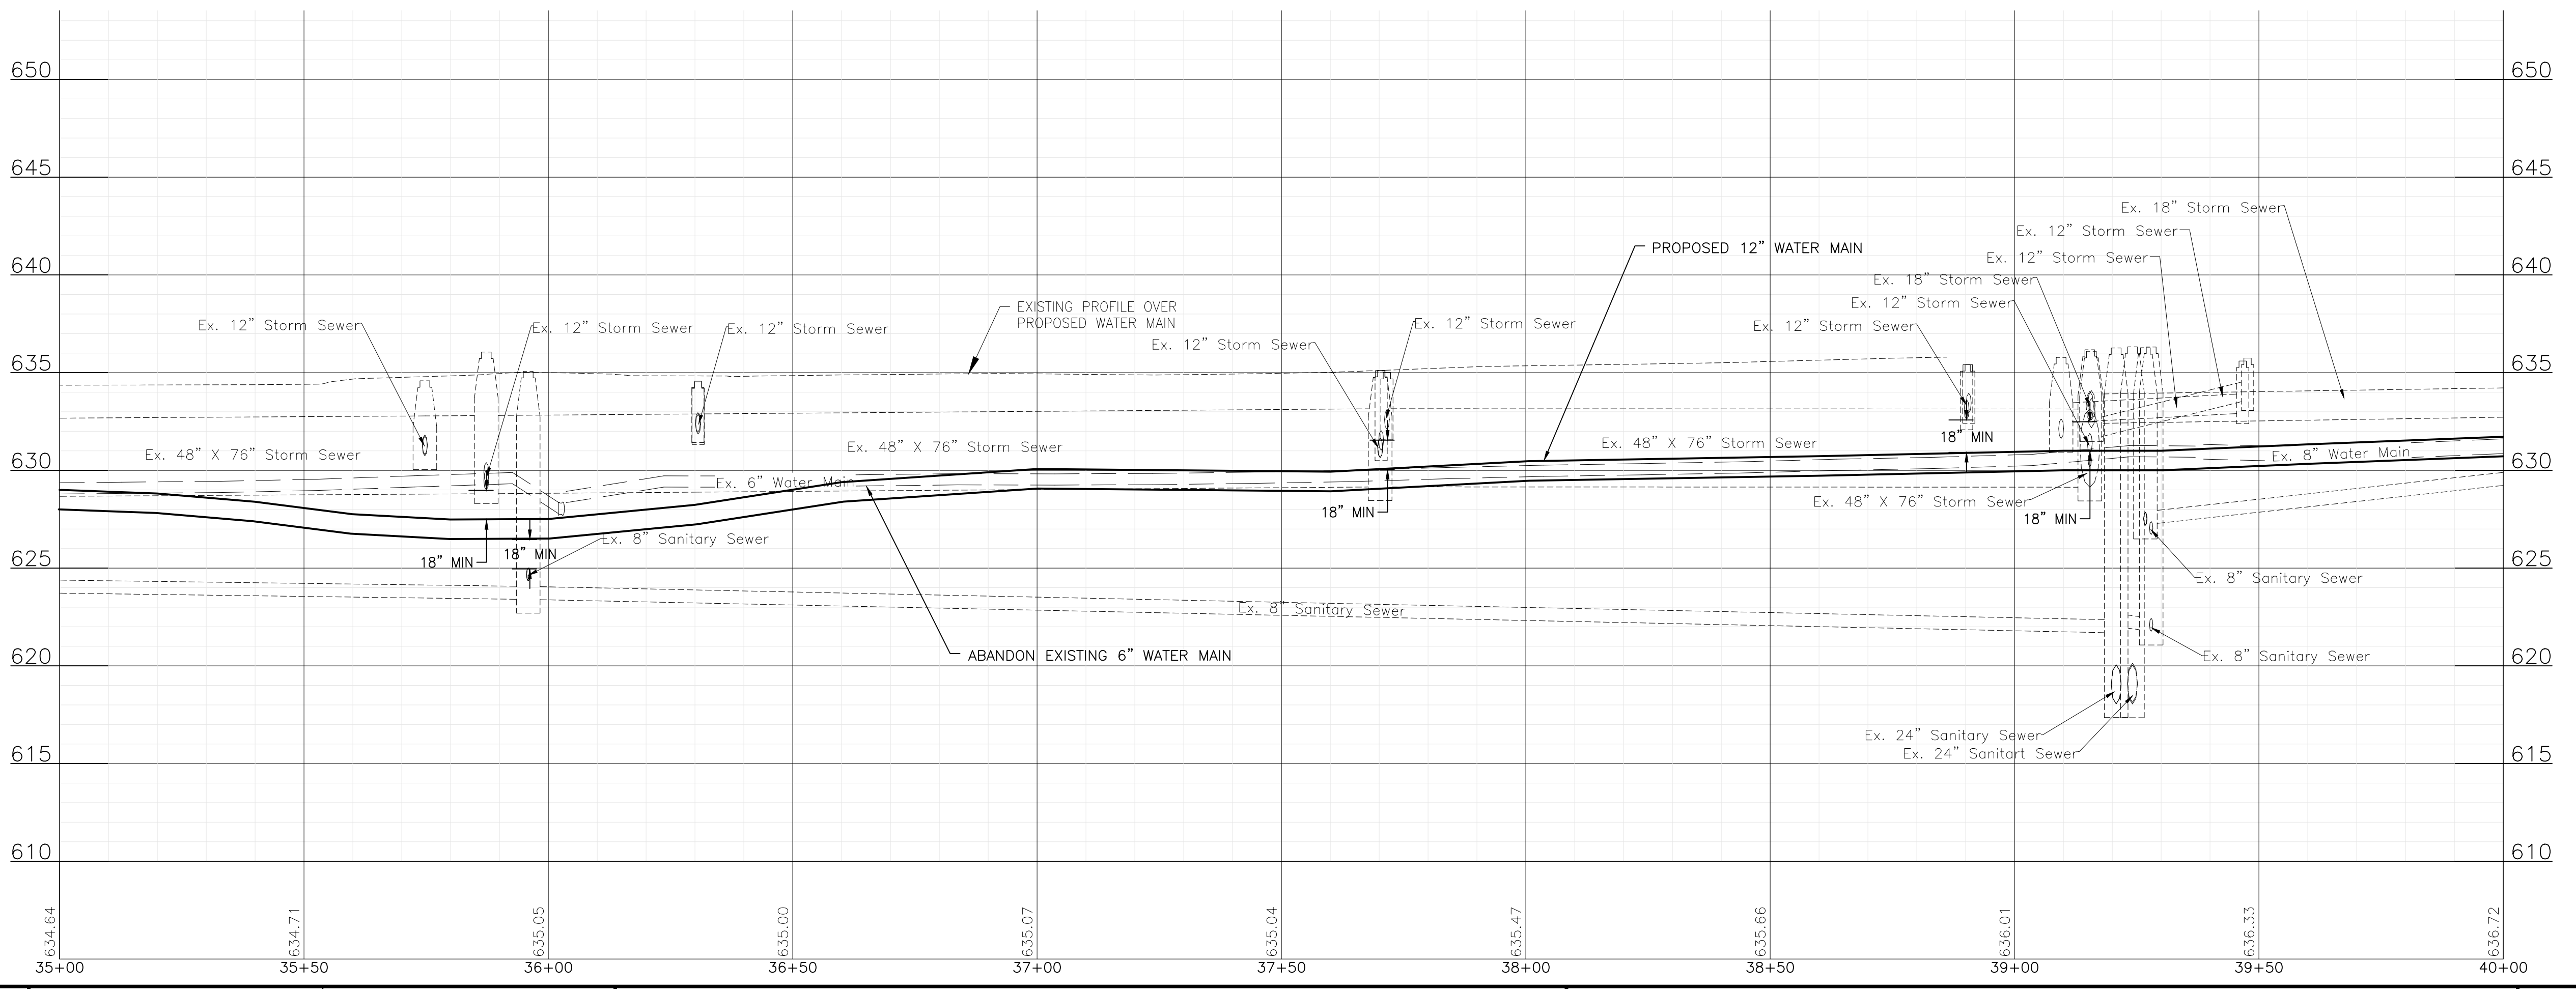 650 650
645 645
Ex. 18” Storm Sewer
Ex. 12” Storm Sewer
PROPOSED 12” WATER MAIN
Ex. 12” Storm Sewer
640 640
Ex. 18” Storm Sewer
Ex. 12” Storm Sewer
EXISTING PROFILE OVER
PROPOSED WATER MAIN
Ex. 12” Storm Sewer
Ex. 12” Storm Sewer
Ex. 12” Storm Sewer
Ex. 12” Storm Sewer
Ex. 12” Storm Sewer
Ex. 12” Storm Sewer
635 635
18” MIN
Ex. 48” X 76” Storm Sewer
Ex. 48” X 76” Storm Sewer
Ex. 48” X 76” Storm Sewer
Ex. 8” Water Main
630 630
Ex. 6” Water Main
Ex. 48” X 76” Storm Sewer
18” MIN
18” MIN
Ex. 8” Sanitary Sewer
18” MIN
18” MIN
625 625
Ex. 8” Sanitary Sewer
Ex. 8” Sanitary Sewer
ABANDON EXISTING 6” WATER MAIN
Ex. 8” Sanitary Sewer
620 620
Ex. 24” Sanitary Sewer
Ex. 24” Sanitart Sewer
615 615
610 610
634.64
634.71
635.05
635.00
635.07
635.04
635.47
635.66
636.01
636.33
636.72
35+00 35+50 36+00 36+50 37+00 37+50 38+00 38+50 39+00 39+50 40+00